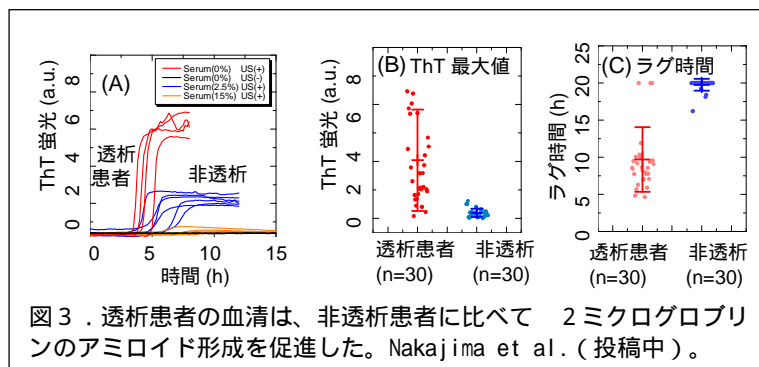 (A)
Serum(0%) US(+)
Serum(0%) US(-)
Serum(2.5%) US(+)
Serum(15%) US(+)
透析
患者
非透析
ThT 蛍光 (a.u.)
8
6
4
2
0
0 5 10 15
時間 (h)
(B) ThT 最大値
ThT 蛍光 (a.u.)
8
6
4
2
0
透析患者 非透析
(n=30) (n=30)
(C) ラグ時間
ラグ時間 (h)
25
20
15
10
5
0
透析患者 非透析
(n=30) (n=30)
図3．透析患者の血清は、非透析患者に比べて 2ミクログロブリ
ンのアミロイド形成を促進した。Nakajima et al.（投稿中）。